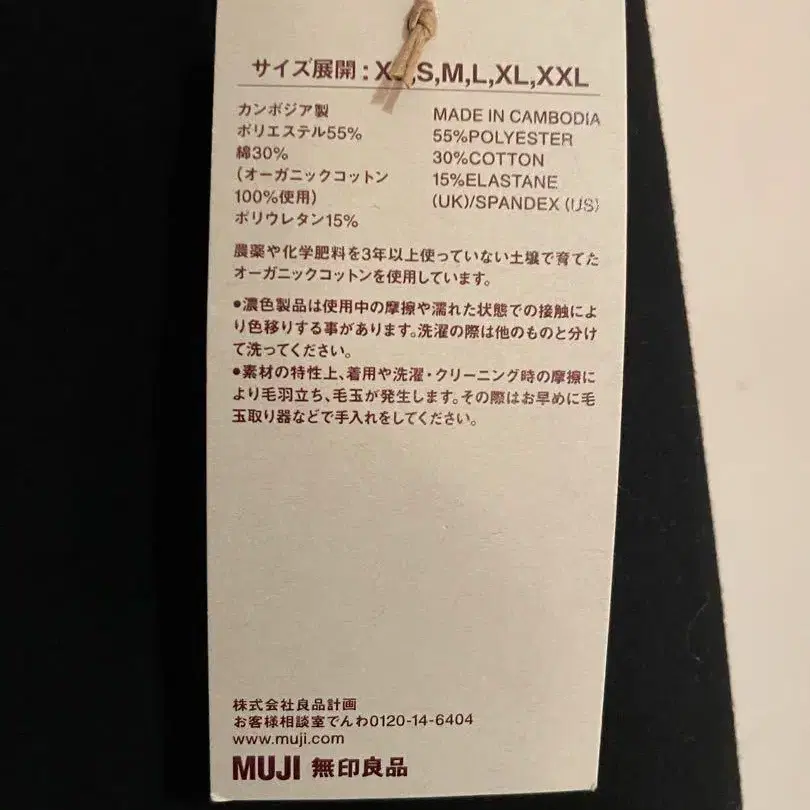 サイズ展開:XS,S,M,L,XL,XXL
カンボジア製
ポリエステル55%
綿30%
(オーガニックコットン
100%使用)
ポリウレタン15%
MADE IN CAMBODIA
55%POLYESTER
30%COTTON
15%ELASTANE
(UK)/SPANDEX (US)
農薬や化学肥料を3年以上使っていない土壌で育てた
オーガニックコットンを使用しています。
●濃色製品は使用中の摩擦や濡れた状態での接触によ
り色移りする事があります。洗濯の際は他のものと分け
て洗ってください。
●素材の特性上、着用や洗濯・クリーニング時の摩擦に
より毛羽立ち、毛玉が発生します。その際はお早めに毛
玉取り器などで手入れをしてください。
株式会社良品計画
お客様相談室でんわ0120-14-6404
www.muji.com
MUJI 無印良品